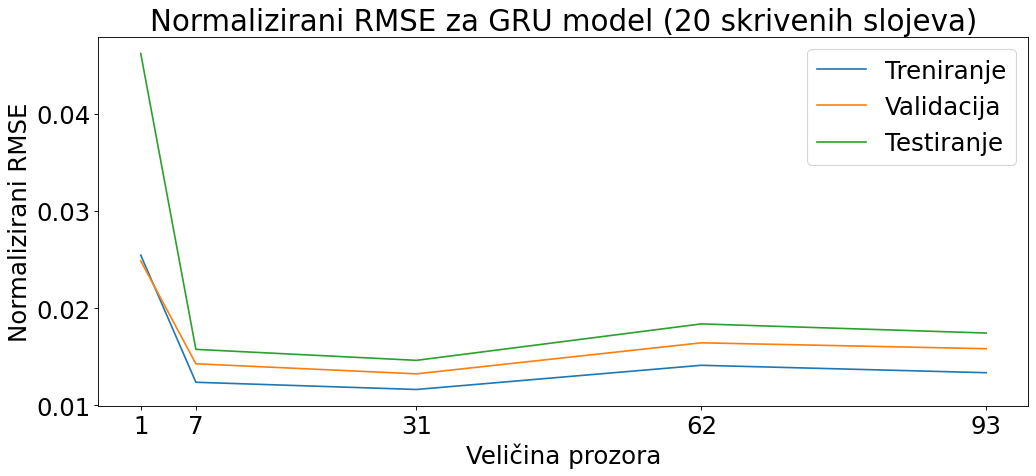 Normalizirani RMSE za GRU model (20 skrivenih slojeva)
Treniranje
Validacija
Testiranje
Normalizirani RMSE
0.04
0.03
0.02
0.01
1 7 31 62 93
Veličina prozora